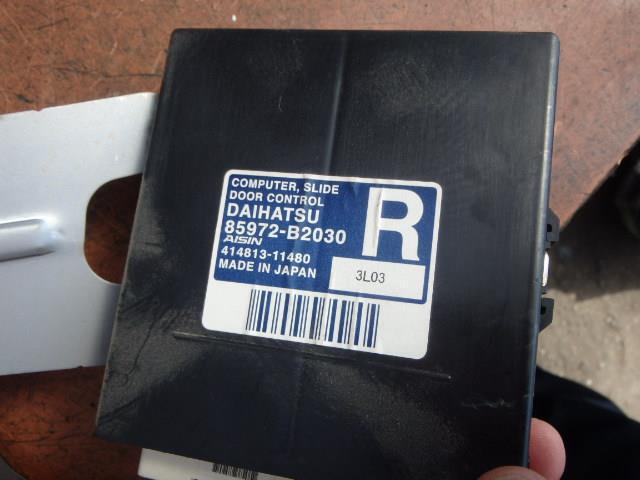 COMPUTER, SLIDE
DOOR CONTROL
DAIHATSU
85972-B2030
AISIN
414813-11480
MADE IN JAPAN
R
3L03